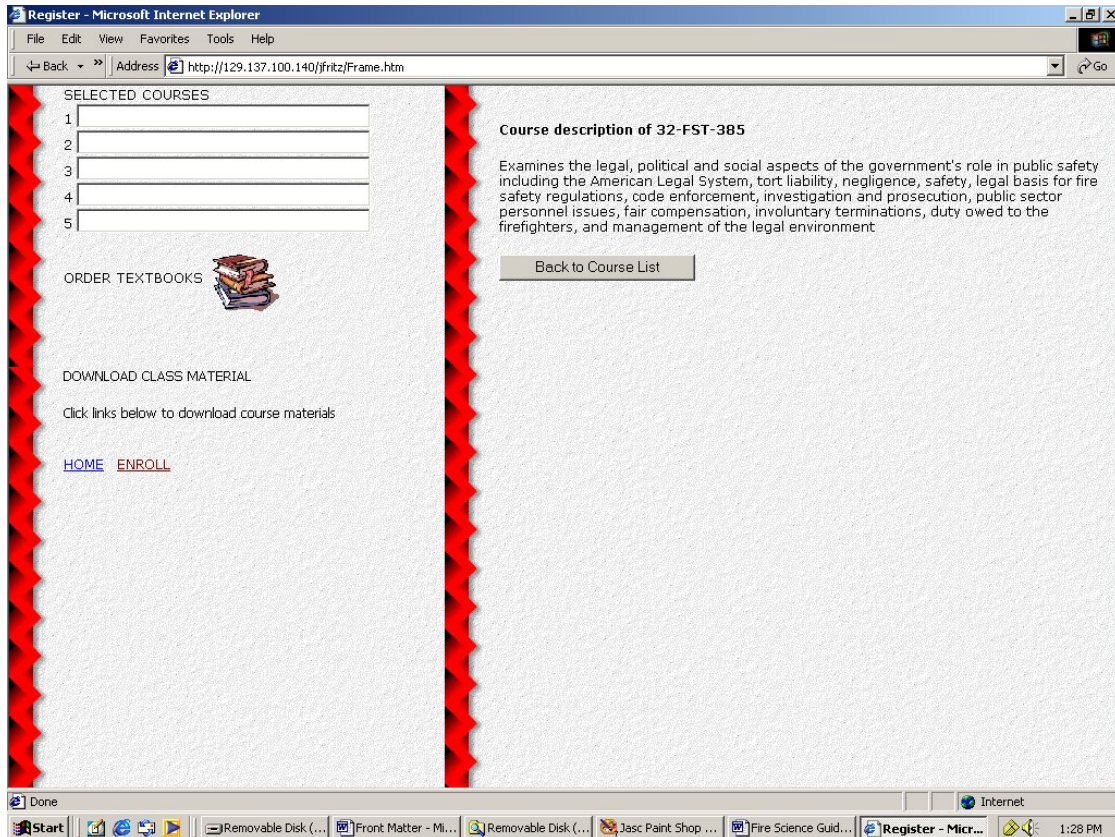 Register - Microsoft Internet Explorer
File Edit View Favorites Tools Help
Back » Address http://129.137.100.140/jfritz/Frame.htm Go
SELECTED COURSES
1
2
3
4
5
ORDER TEXTBOOKS
DOWNLOAD CLASS MATERIAL
Click links below to download course materials
HOME ENROLL
Course description of 32-FST-385
Examines the legal, political and social aspects of the government's role in public safety
including the American Legal System, tort liability, negligence, safety, legal basis for fire
safety regulations, code enforcement, investigation and prosecution, public sector
personnel issues, fair compensation, involuntary terminations, duty owed to the
firefighters, and management of the legal environment
Back to Course List
Done Internet
Start Removable Disk (... Front Matter - Mi... Removable Disk (... Jasc Paint Shop ... Fire Science Guid... Register - Micr... 1:28 PM